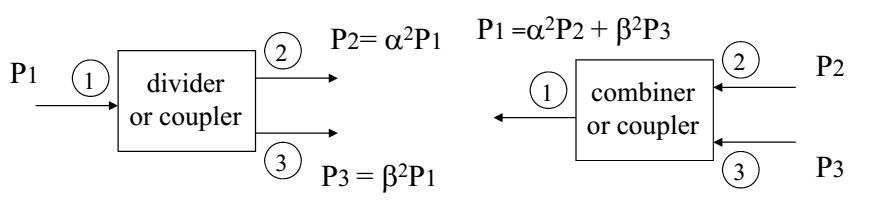 P1
1
divider
or coupler
2
P2= α²P1
3
P3 = β²P1
P1 =α²P2 + β²P3
1
combiner
or coupler
2
P2
3
P3